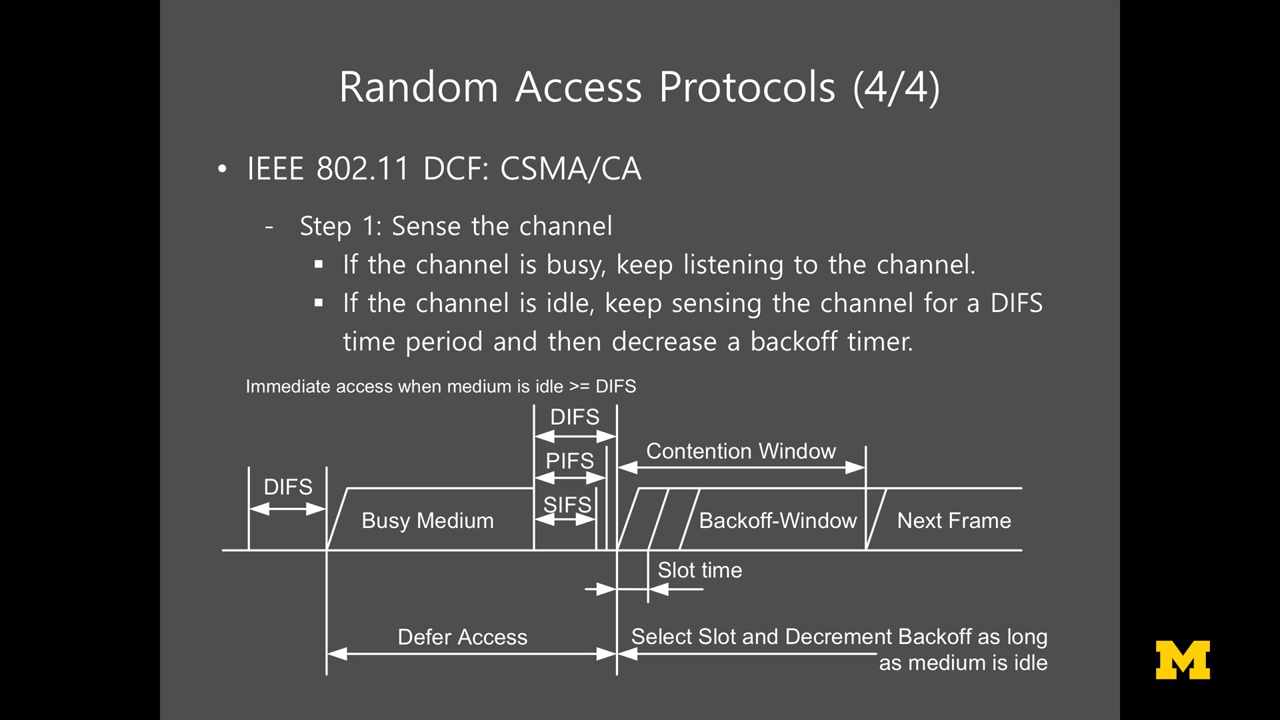 Random Access Protocols (4/4)
• IEEE 802.11 DCF: CSMA/CA
- Step 1: Sense the channel
▪ If the channel is busy, keep listening to the channel.
▪ If the channel is idle, keep sensing the channel for a DIFS
time period and then decrease a backoff timer.
Immediate access when medium is idle >= DIFS
DIFS
PIFS
SIFS
Contention Window
DIFS
Busy Medium
Backoff-Window
Next Frame
Slot time
Defer Access
Select Slot and Decrement Backoff as long
as medium is idle
M